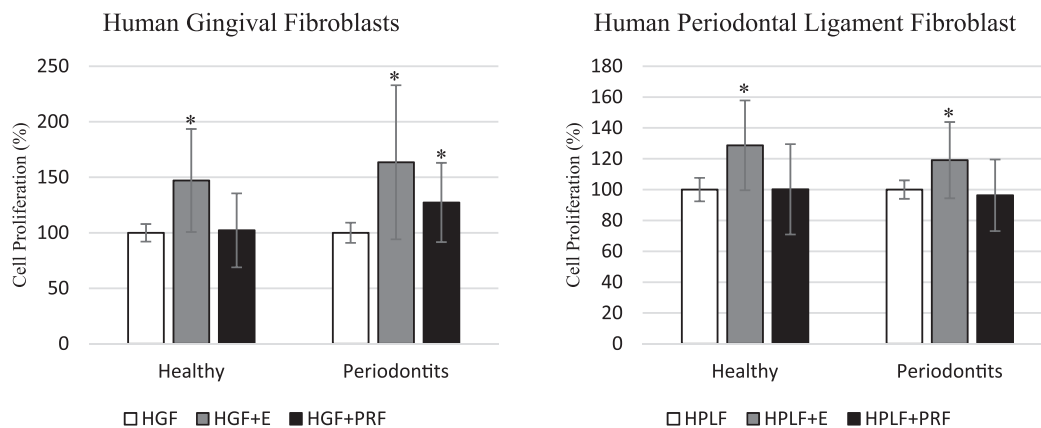 Human Gingival Fibroblasts
Cell Proliferation (%)
250
200
150
100
50
0
*
*
*
Healthy
Periodontits
HGF HGF+E HGF+PRF
Human Periodontal Ligament Fibroblast
Cell Proliferation (%)
180
160
140
120
100
80
60
40
20
0
*
*
Healthy
Periodontits
HPLF HPLF+E HPLF+PRF